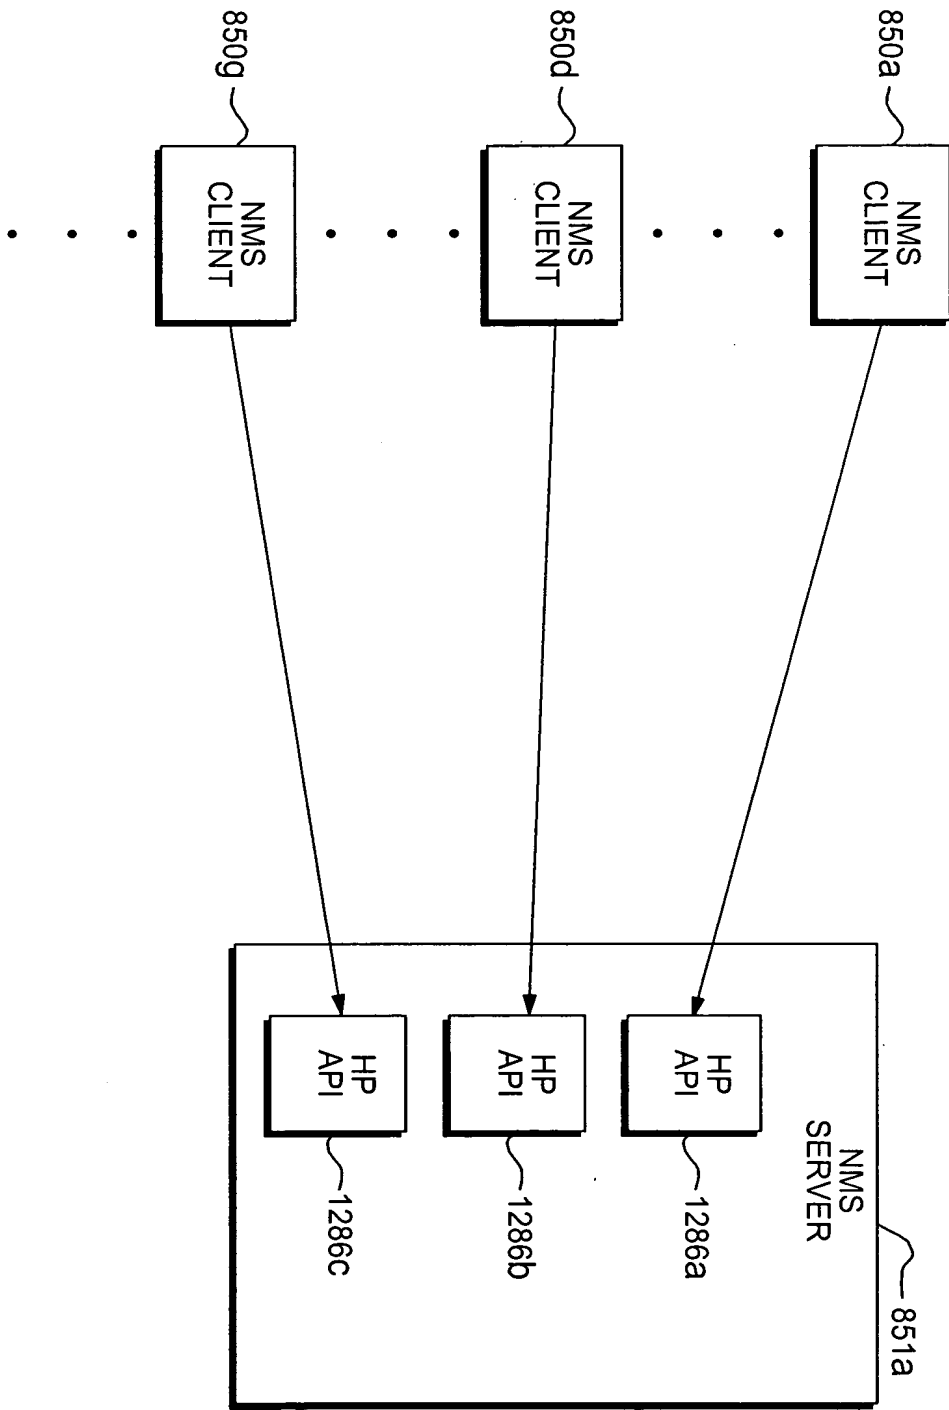 850a
NMS
CLIENT
850d
NMS
CLIENT
850g
NMS
CLIENT
NMS
SERVER
851a
HP
API
1286a
HP
API
1286b
HP
API
1286c